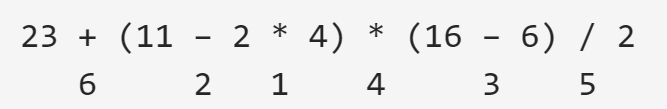 23 + (11 – 2 * 4) * (16 – 6) / 2
6 2 1 4 3 5